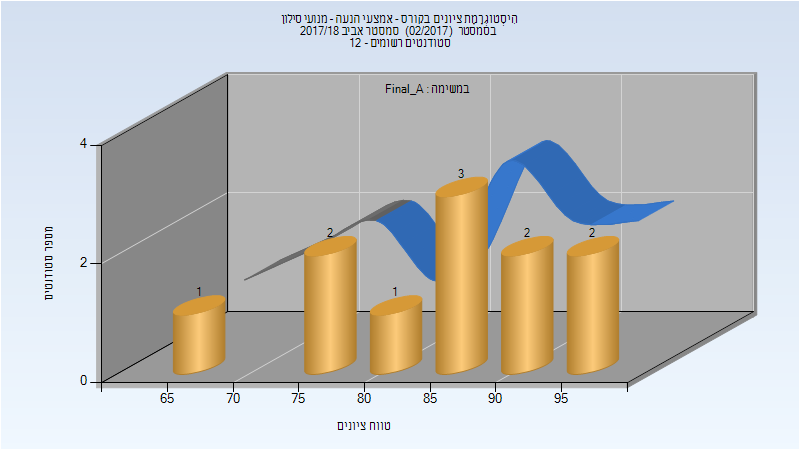 היסטוגרמת ציונים בקורס - אמצעי הנעה - מנועי סילון
בסמסטר (02/2017) סמסטר אביב 2017/18
סטודנטים רשומים - 12
במשימה : Final_A
4
2
0
מספר סטודנטים
1
2
1
3
2
2
65
70
75
80
85
90
95
טווח ציונים